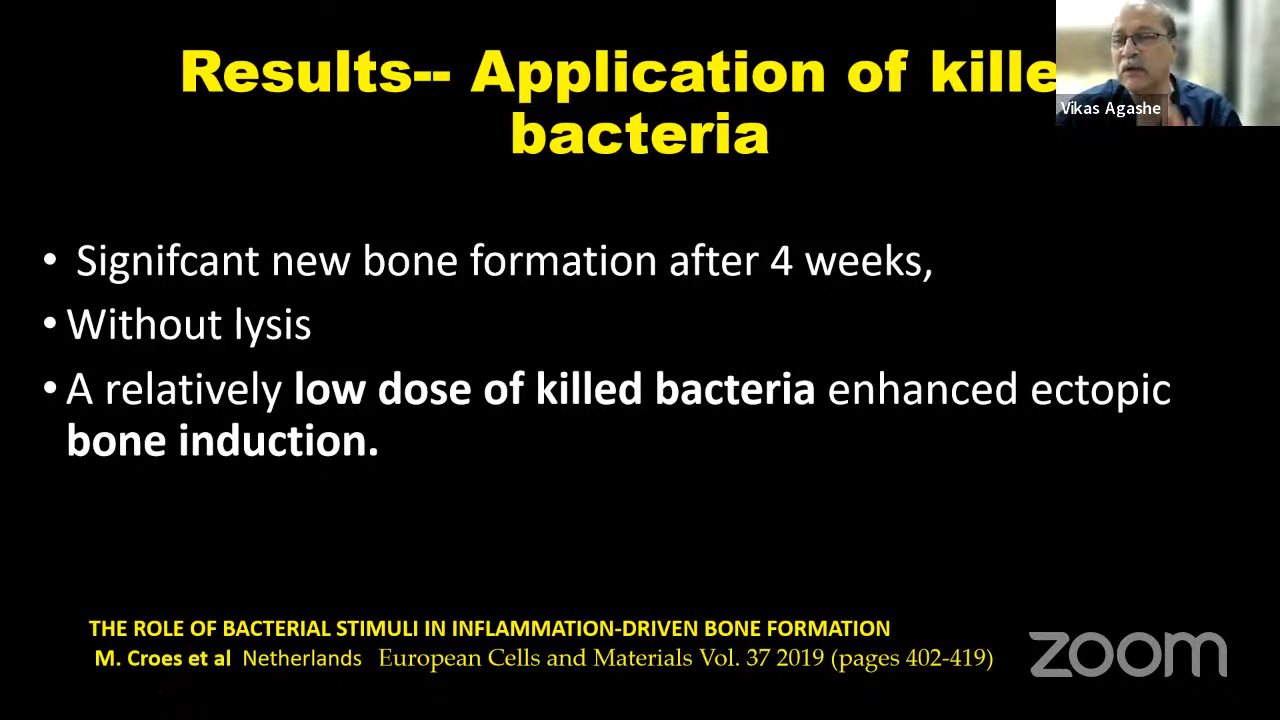 Results-- Application of kille
bacteria
Vikas Agashe
• Signifcant new bone formation after 4 weeks,
• Without lysis
• A relatively low dose of killed bacteria enhanced ectopic
bone induction.
THE ROLE OF BACTERIAL STIMULI IN INFLAMMATION-DRIVEN BONE FORMATION
M. Croes et al Netherlands European Cells and Materials Vol. 37 2019 (pages 402-419)
zoom